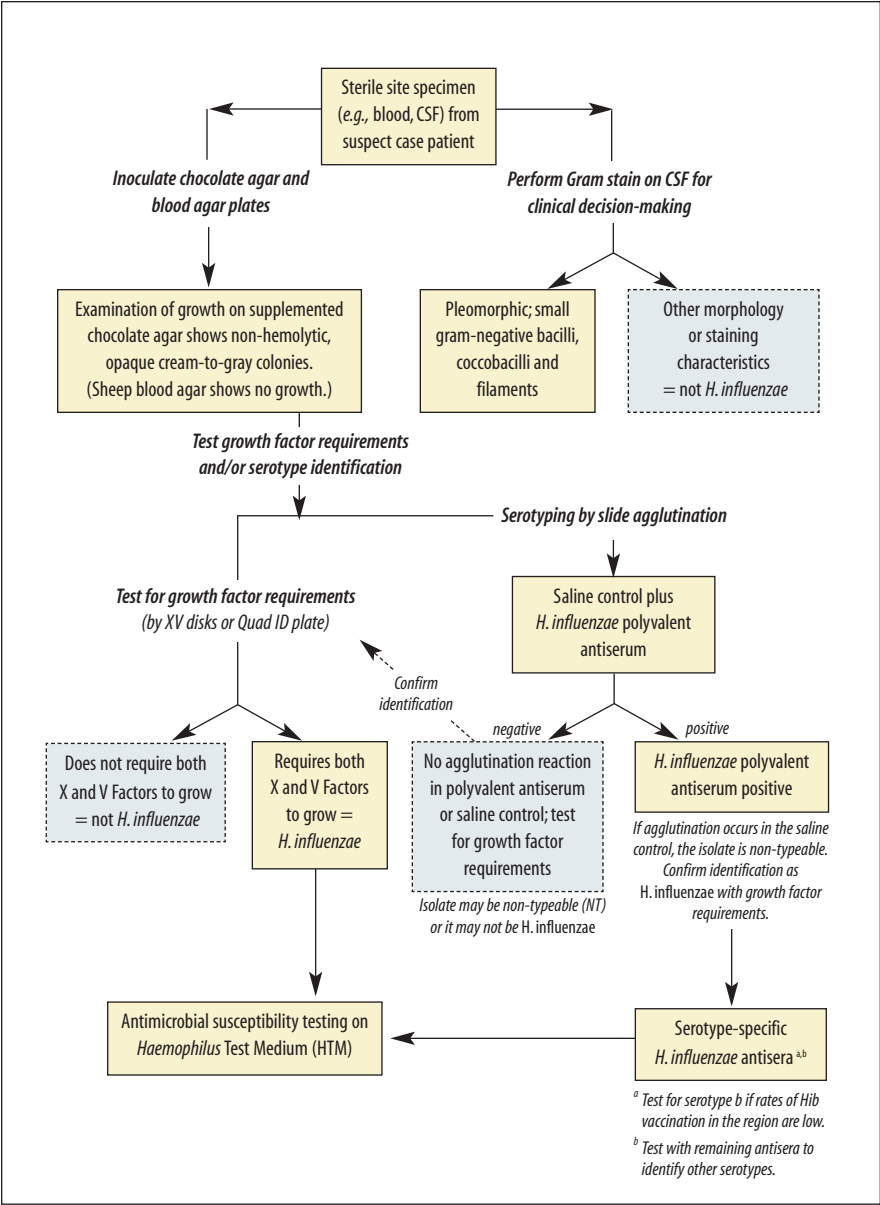 Sterile site specimen
(e.g., blood, CSF) from
suspect case patient
Inoculate chocolate agar and
blood agar plates
Perform Gram stain on CSF for
clinical decision-making
Examination of growth on supplemented
chocolate agar shows non-hemolytic,
opaque cream-to-gray colonies.
(Sheep blood agar shows no growth.)
Pleomorphic; small
gram-negative bacilli,
coccobacilli and
filaments
Other morphology
or staining
characteristics
= not H. influenzae
Test growth factor requirements
and/or serotype identification
Serotyping by slide agglutination
Test for growth factor requirements
(by XV disks or Quad ID plate)
Saline control plus
H. influenzae polyvalent
antiserum
Confirm
identification
negative
positive
Does not require both
X and V Factors to grow
= not H. influenzae
Requires both
X and V Factors
to grow =
H. influenzae
No agglutination reaction
in polyvalent antiserum
or saline control; test
for growth factor
requirements
H. influenzae polyvalent
antiserum positive
Isolate may be non-typeable (NT)
or it may not be H. influenzae
If agglutination occurs in the saline
control, the isolate is non-typeable.
Confirm identification as
H. influenzae with growth factor
requirements.
Antimicrobial susceptibility testing on
Haemophilus Test Medium (HTM)
Serotype-specific
H. influenzae antisera a,b
a Test for serotype b if rates of Hib
vaccination in the region are low.
b Test with remaining antisera to
identify other serotypes.